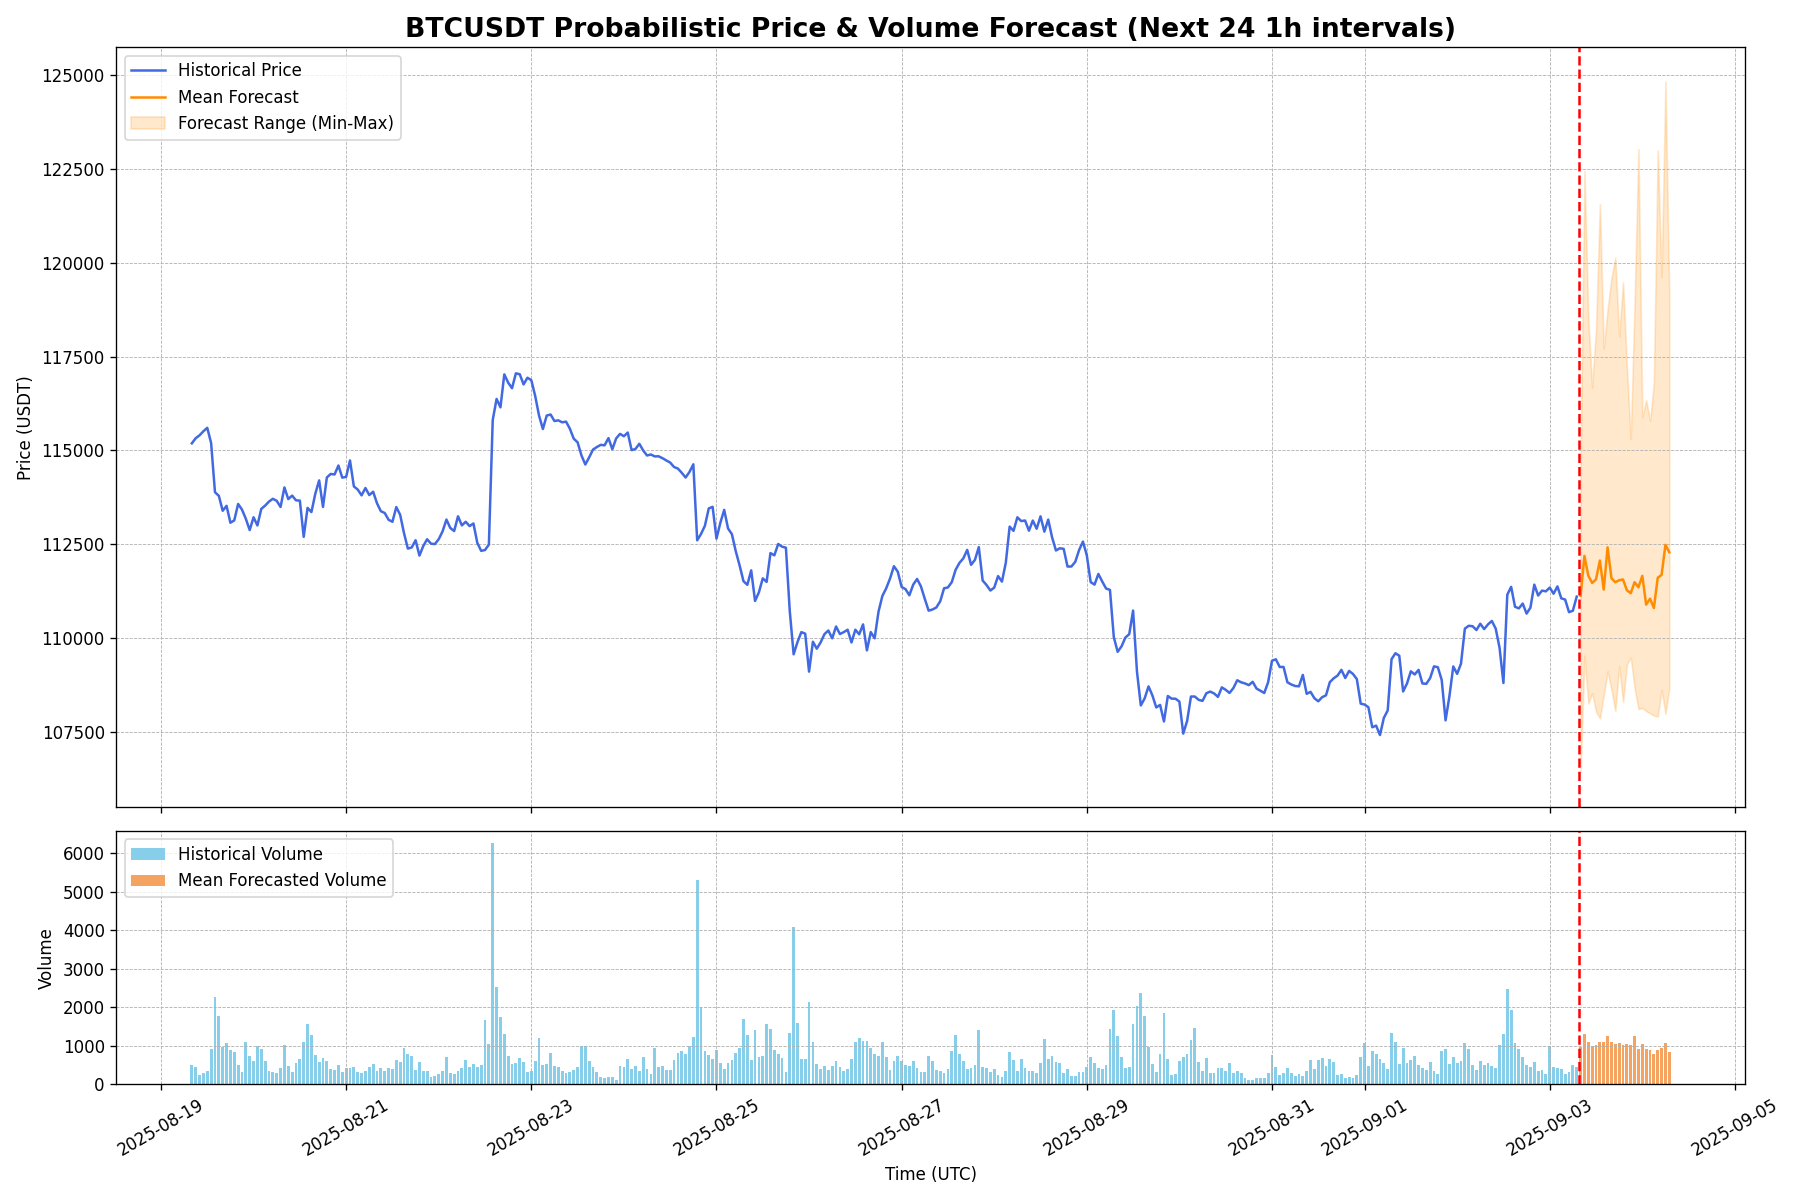 BTCUSDT Probabilistic Price & Volume Forecast (Next 24 1h intervals)
Historical Price
Mean Forecast
Forecast Range (Min-Max)
125000
122500
120000
117500
115000
112500
110000
107500
Price (USDT)
Historical Volume
Mean Forecasted Volume
6000
5000
4000
3000
2000
1000
0
Volume
2025-08-19
2025-08-21
2025-08-23
2025-08-25
2025-08-27
2025-08-29
2025-08-31
2025-09-01
2025-09-03
2025-09-05
Time (UTC)